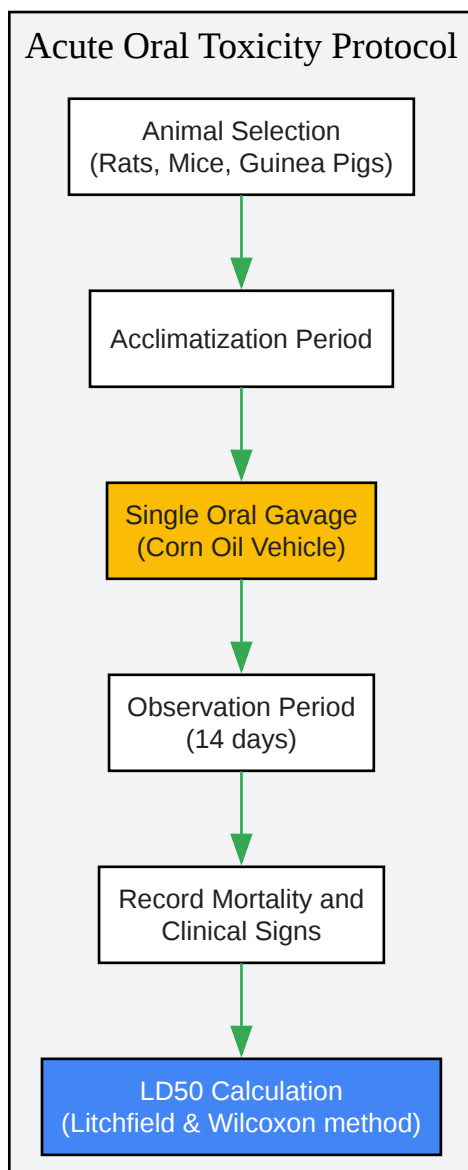 Acute Oral Toxicity Protocol
Animal Selection
(Rats, Mice, Guinea Pigs)
Acclimatization Period
Single Oral Gavage
(Corn Oil Vehicle)
Observation Period
(14 days)
Record Mortality and
Clinical Signs
LD50 Calculation
(Litchfield & Wilcoxon method)